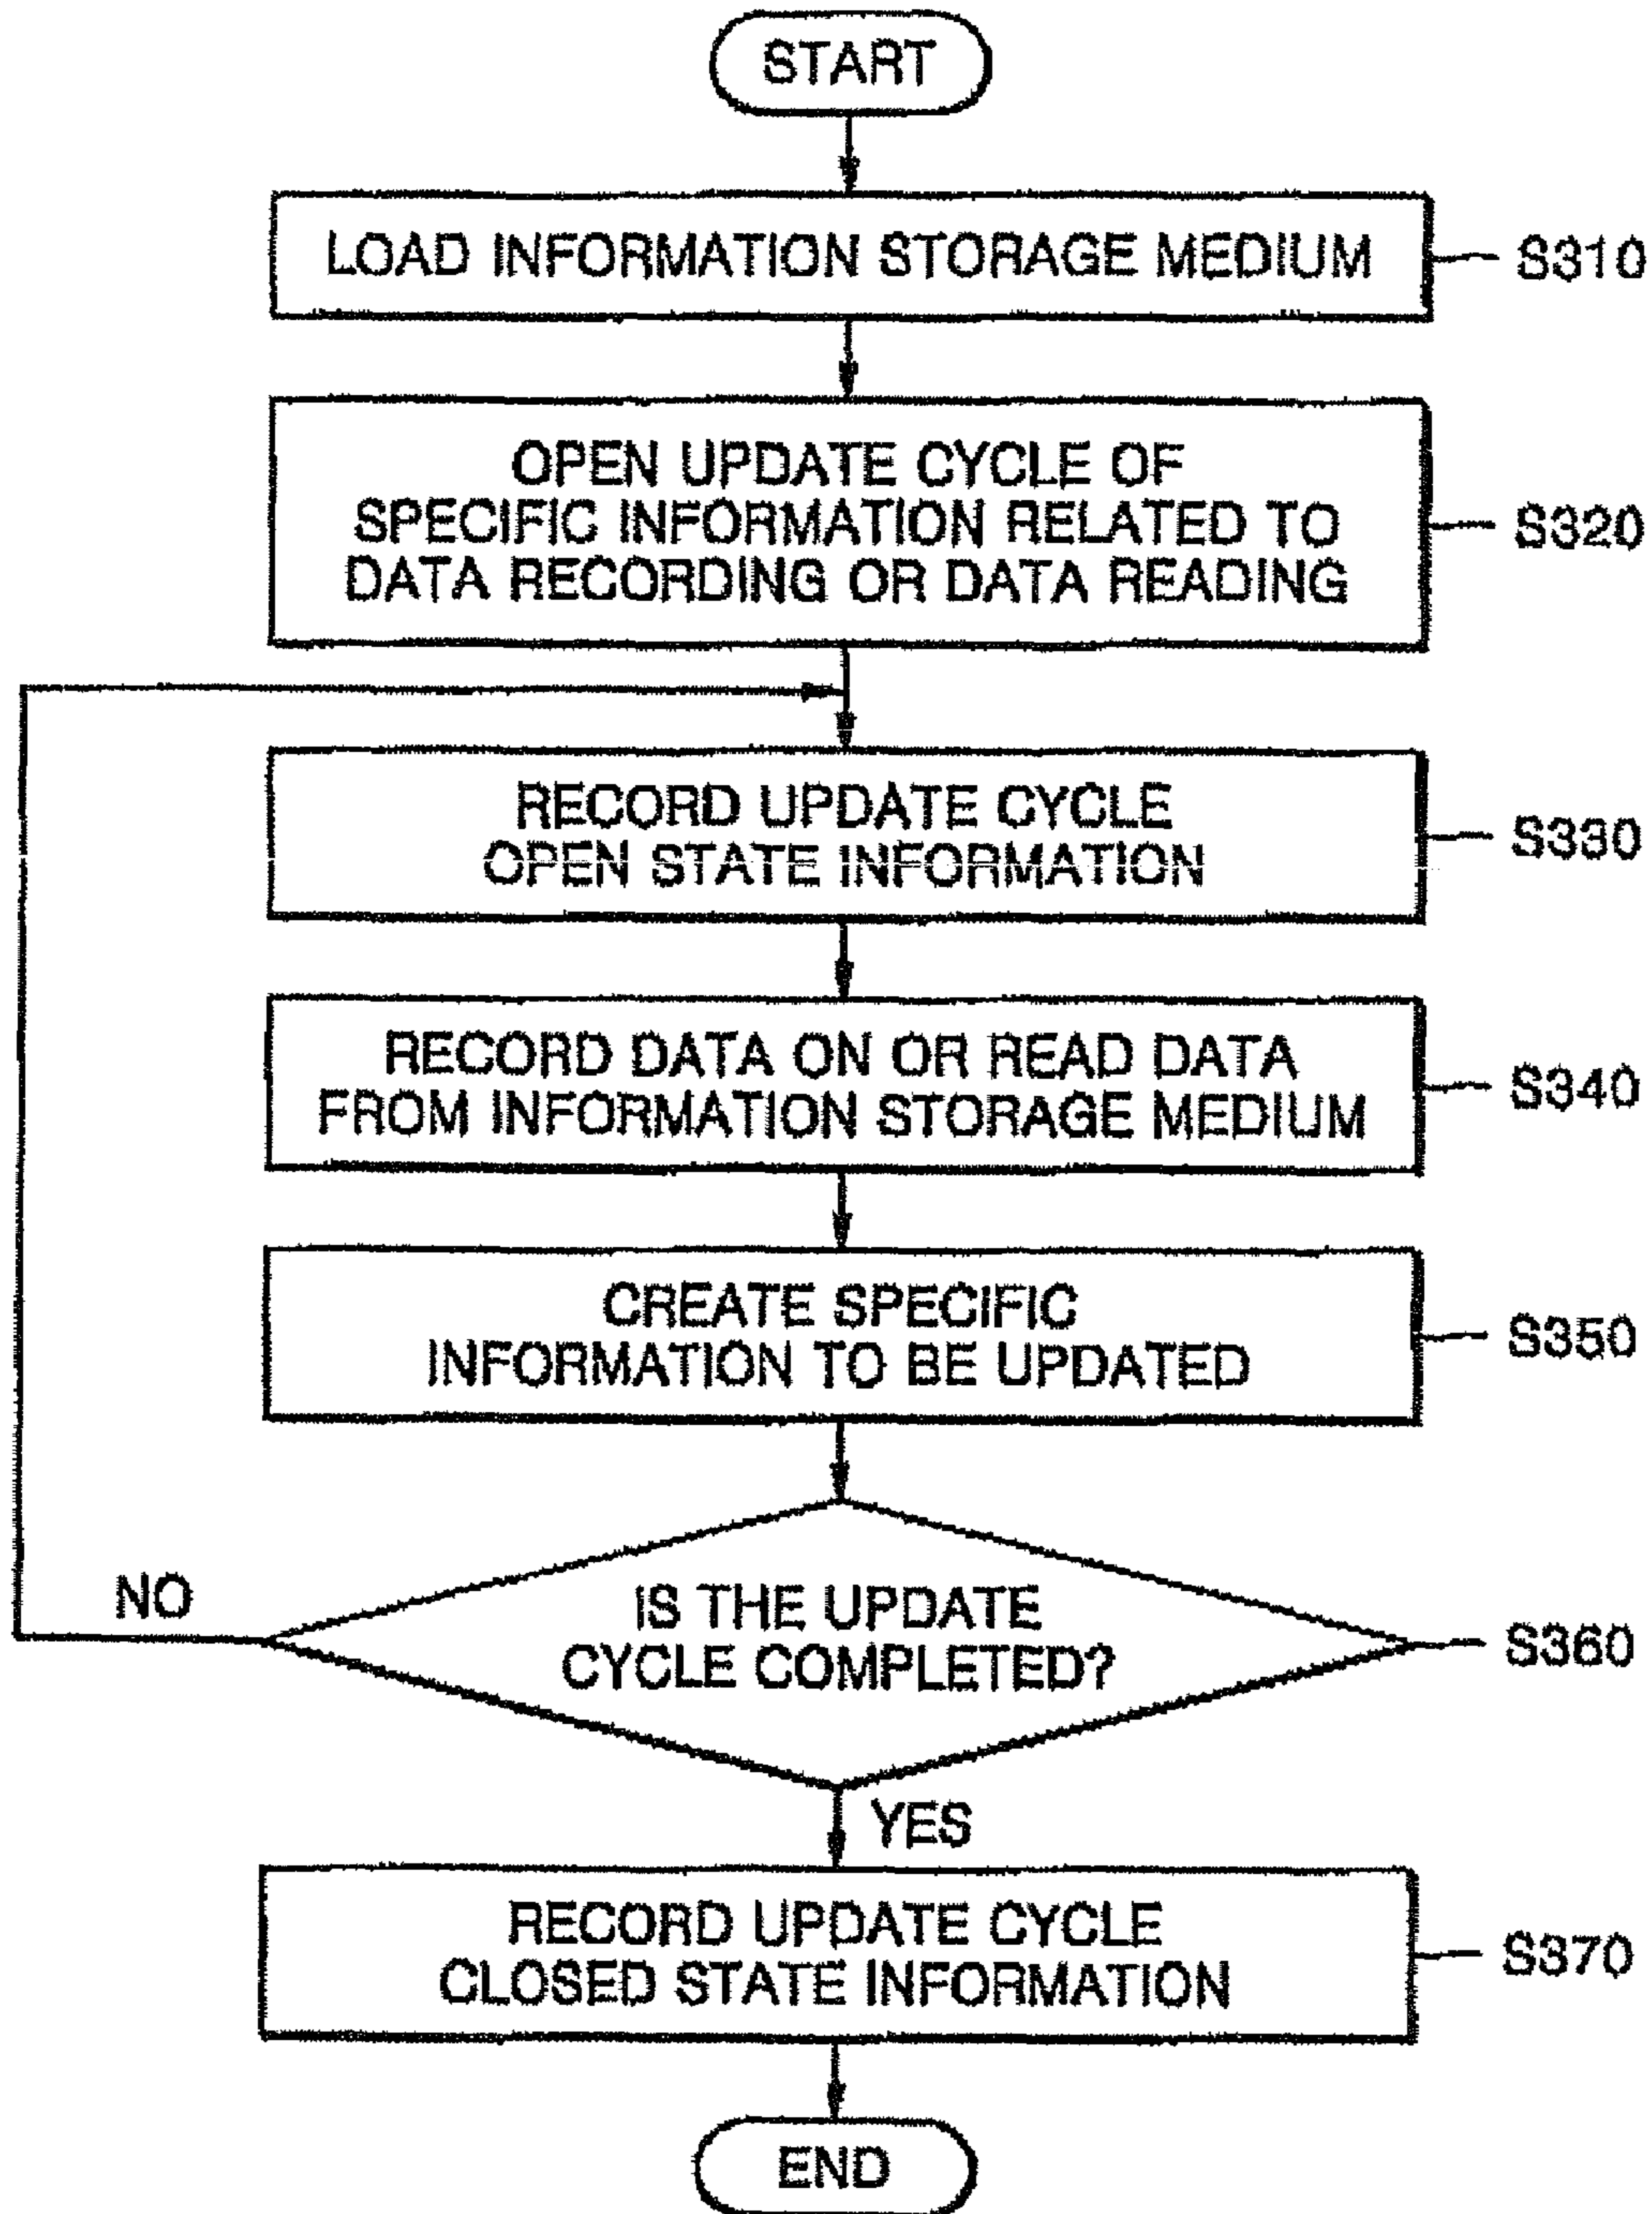 START
LOAD INFORMATION STORAGE MEDIUM
S310
OPEN UPDATE CYCLE OF
SPECIFIC INFORMATION RELATED TO
DATA RECORDING OR DATA READING
S320
RECORD UPDATE CYCLE
OPEN STATE INFORMATION
S330
RECORD DATA ON OR READ DATA
FROM INFORMATION STORAGE MEDIUM
S340
CREATE SPECIFIC
INFORMATION TO BE UPDATED
S350
NO
IS THE UPDATE
CYCLE COMPLETED?
S360
YES
RECORD UPDATE CYCLE
CLOSED STATE INFORMATION
S370
END